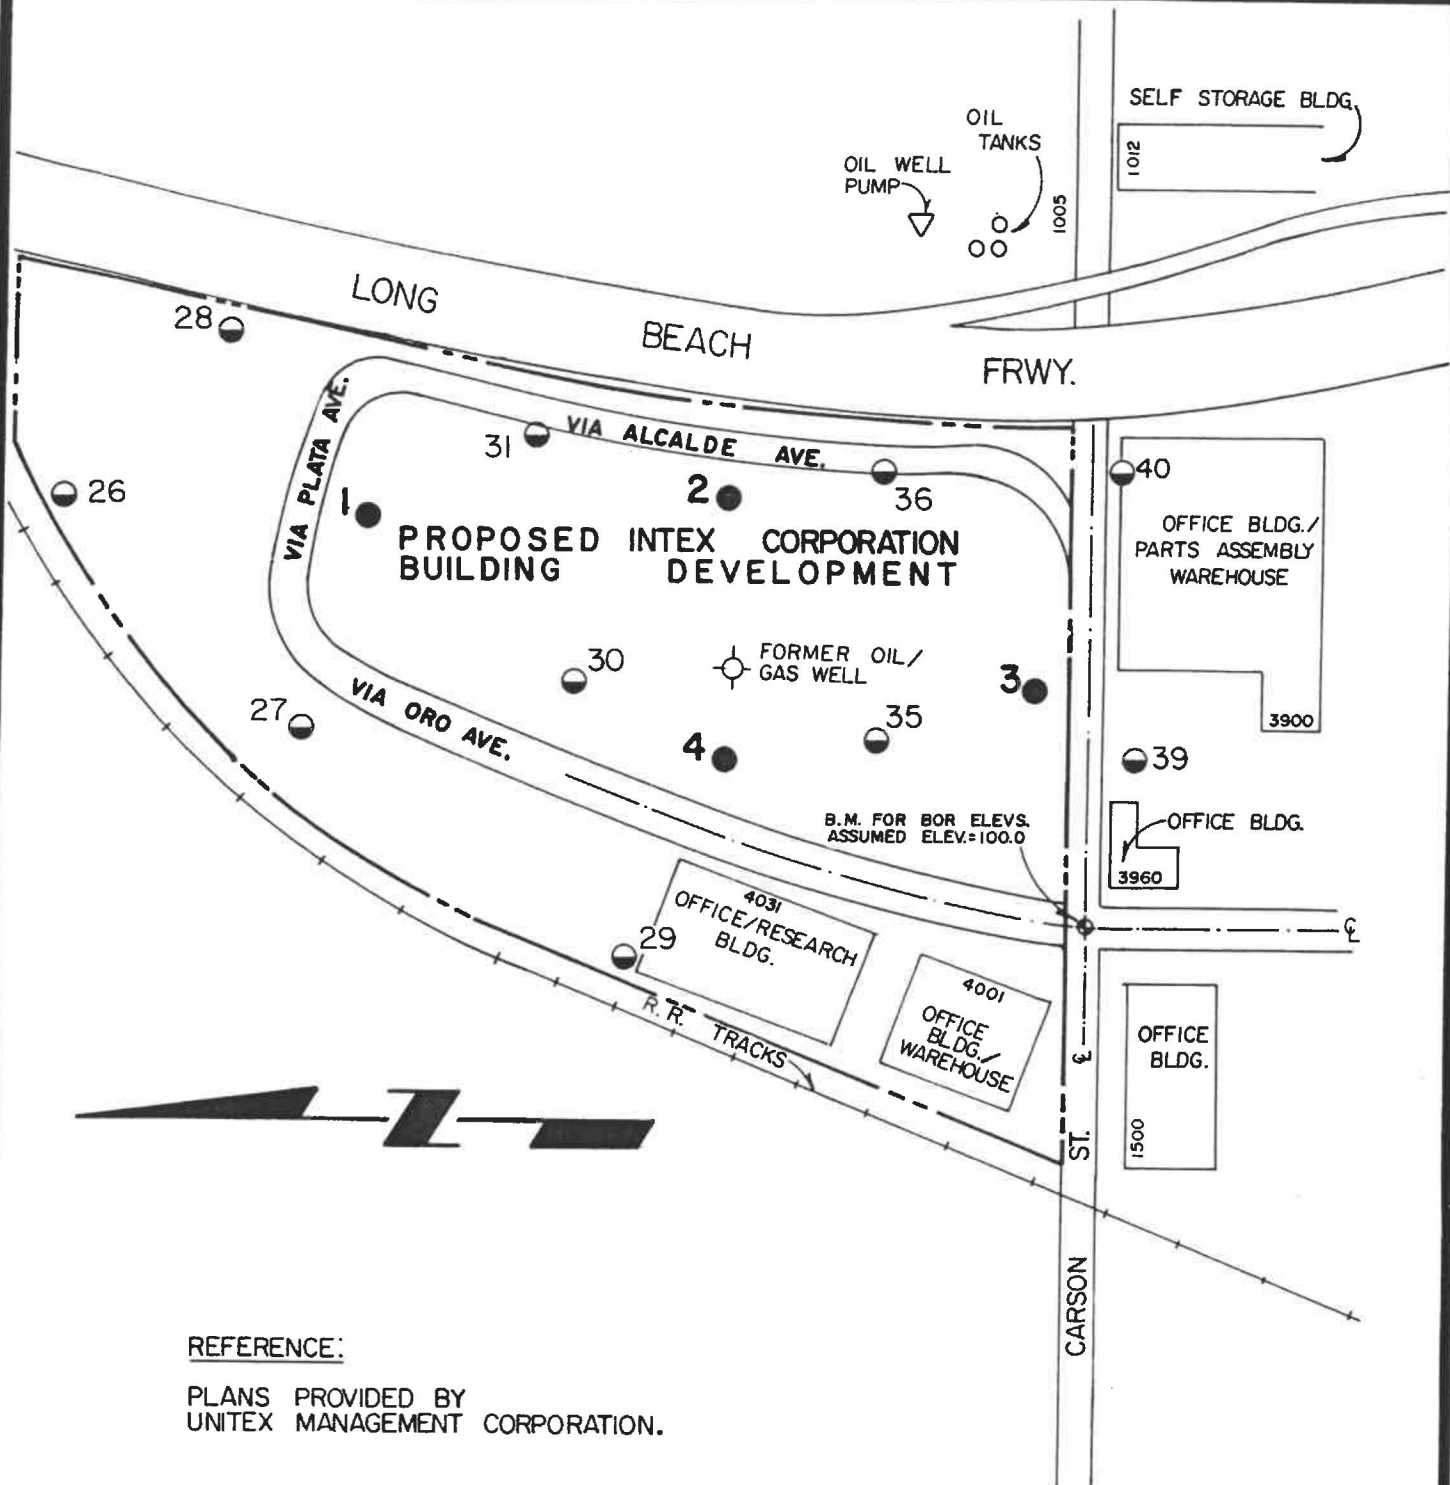 SELF STORAGE BLDG.
1012
OIL
TANKS
OIL WELL
PUMP
1005
LONG BEACH FRWY.
28
VIA PLATA AVE.
31
VIA ALCALDE AVE.
36
40
26
1
2
PROPOSED INTEX CORPORATION
BUILDING DEVELOPMENT
OFFICE BLDG./
PARTS ASSEMBLY
WAREHOUSE
3900
30
FORMER OIL/
GAS WELL
3
27
VIA ORO AVE.
4
35
39
B.M. FOR BOR ELEVS.
ASSUMED ELEV.=100.0
OFFICE BLDG.
3960
4031
OFFICE/RESEARCH
BLDG.
29
CL
4001
OFFICE
BLDG./
WAREHOUSE
R. R. TRACKS
CL
OFFICE
BLDG.
1500
CARSON ST.
N
REFERENCE:
PLANS PROVIDED BY
UNITEX MANAGEMENT CORPORATION.